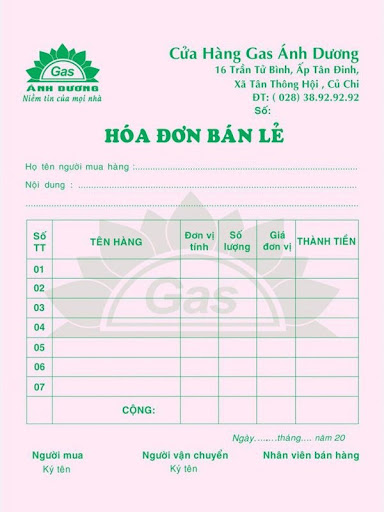 Gas
ÁNH DƯƠNG
Niềm tin của mọi nhà
Cửa Hàng Gas Ánh Dương
16 Trần Tử Bình, Ấp Tân Đinh,
Xã Tân Thông Hội , Củ Chi
ĐT: ( 028) 38.92.92.92
Số:
HÓA ĐƠN BÁN LẺ
Họ tên người mua hàng :
Nội dung :
Số TT TÊN HÀNG Đơn vị tính Số lượng Giá đơn vị THÀNH TIỀN
01
02
03
04
05
06
07
Gas
CỘNG:
Ngày.......tháng.... năm 20
Người mua Người vận chuyển Nhân viên bán hàng
Ký tên Ký tên